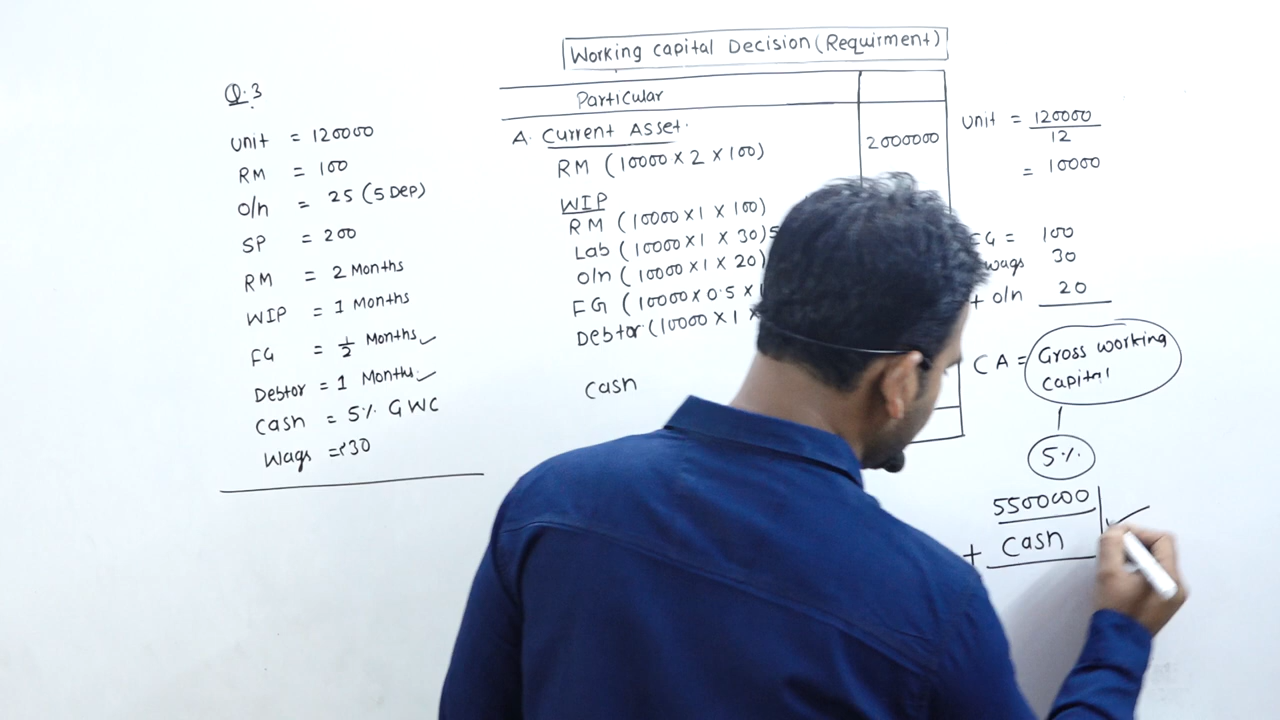 Working Capital Decision (Requirment)
Q.3
Unit = 120000
RM = 100
O/H = 25 (5 Dep)
SP = 200
RM = 2 Months
WIP = 1 Months
FG = 1/2 Months ✓
Debtor = 1 Months ✓
Cash = 5% GWC
Wags = ₹30
Particular
A. Current Asset.
RM (10000 x 2 x 100) 2000000
WIP
RM (10000 x 1 x 100)
Lab (10000 x 1 x 30) 5
O/H (10000 x 1 x 20)
FG (10000 x 0.5 x 1
Debtor (10000 x 1 x
Cash
Unit = 120000
12
= 10000
= 100
wags 30
+ O/H 20
CA = Gross working
capital
5%
5500000
+ Cash